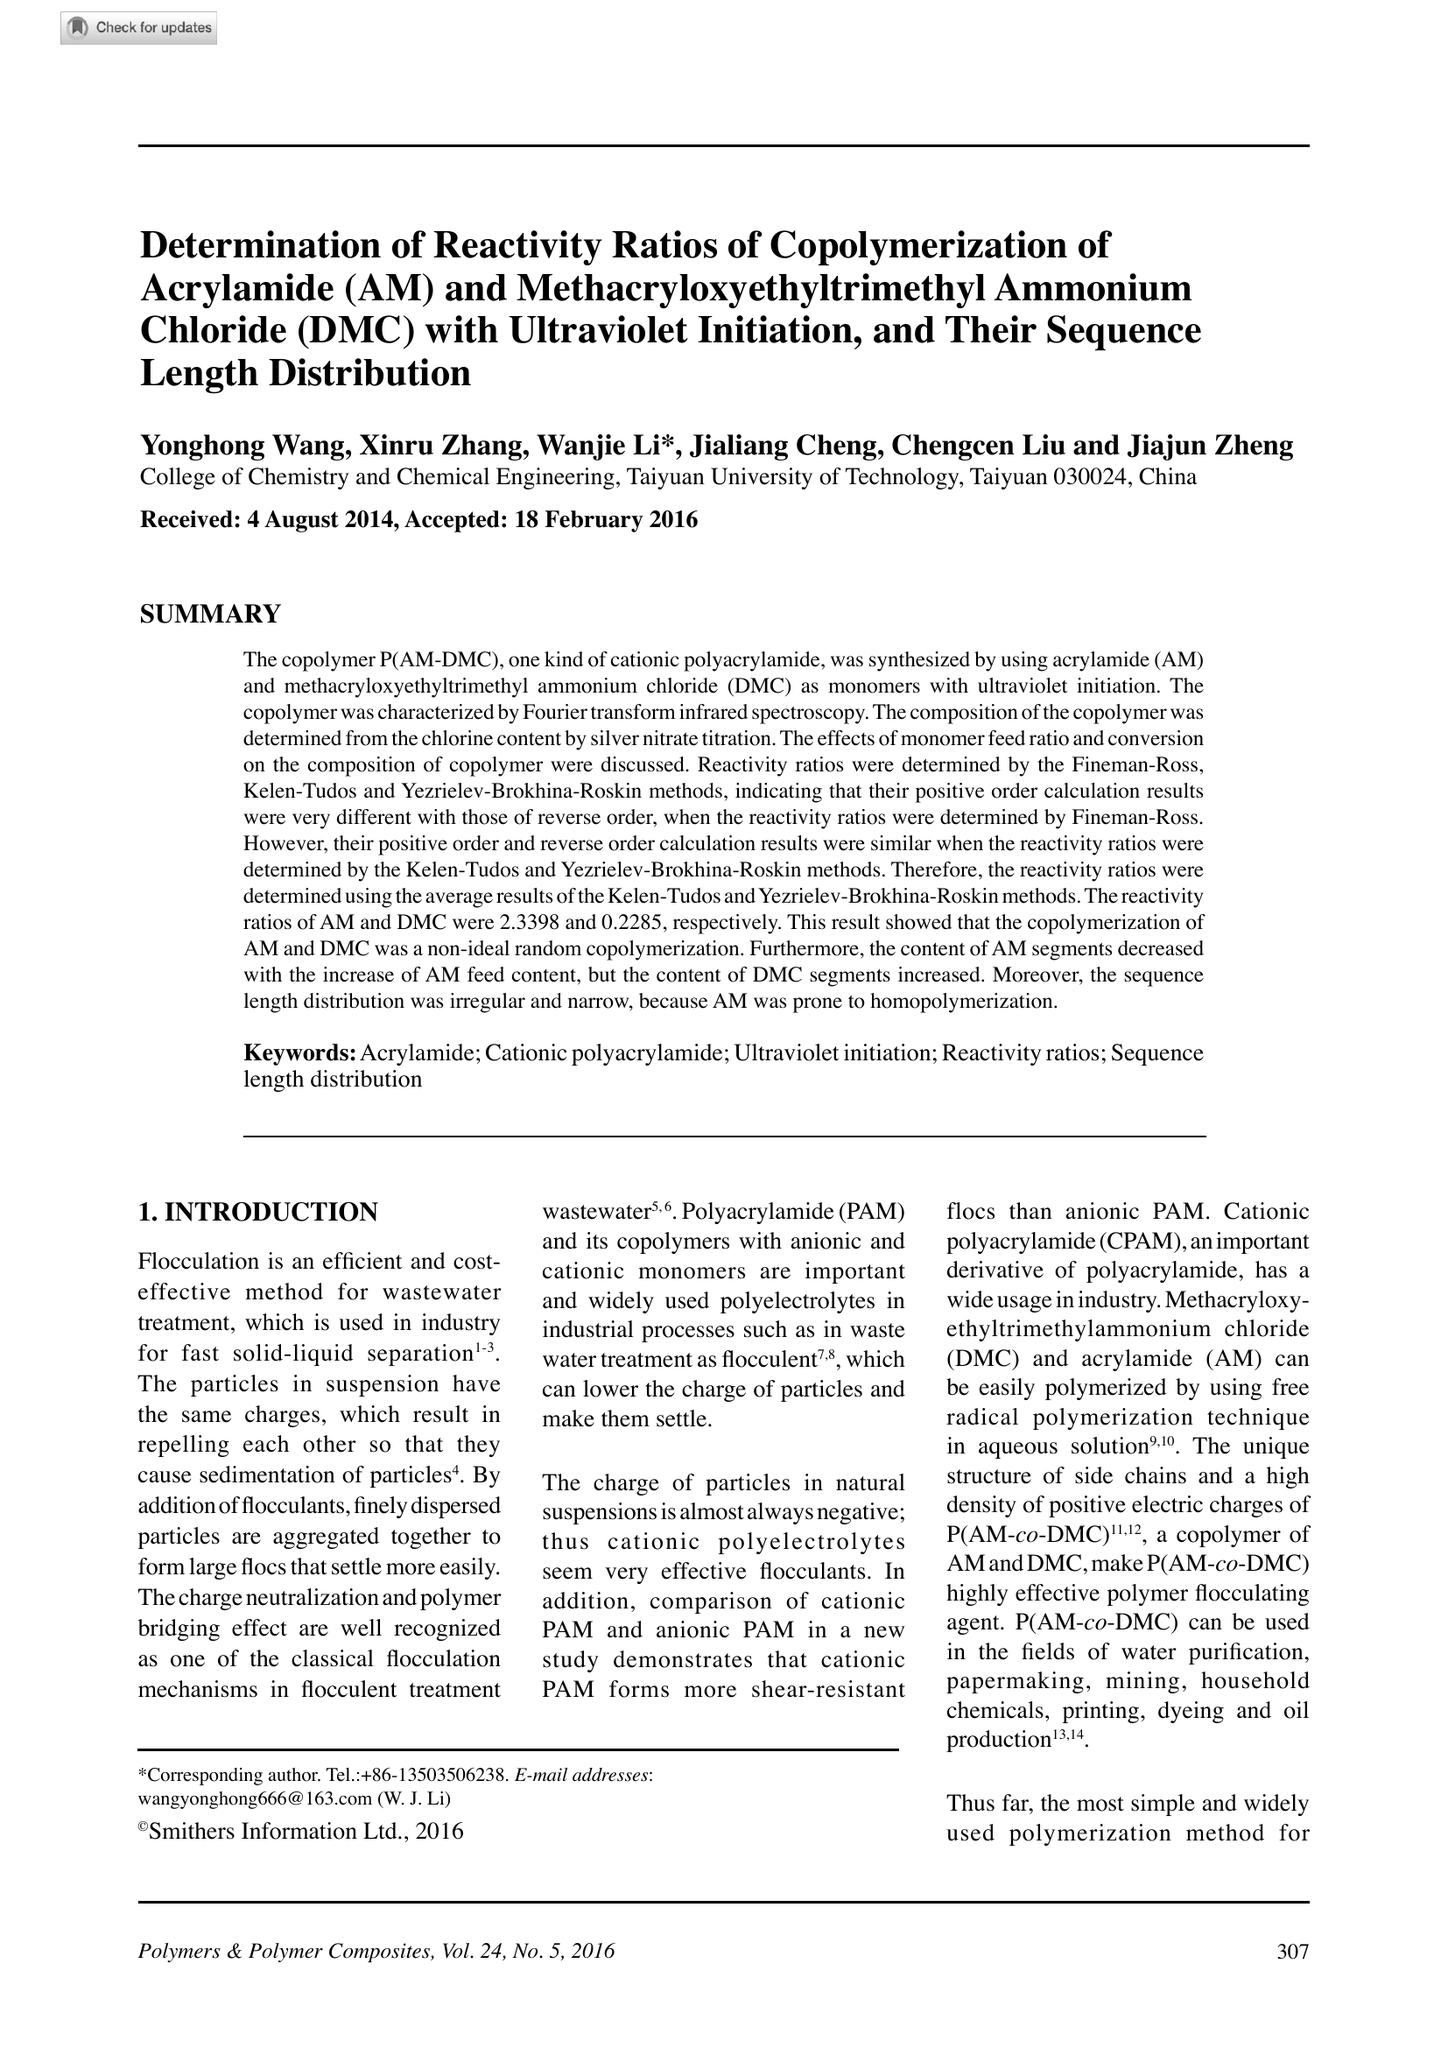 Check for updates
Determination of Reactivity Ratios of Copolymerization of
Acrylamide (AM) and Methacryloxyethyltrimethyl Ammonium
Chloride (DMC) with Ultraviolet Initiation, and Their Sequence
Length Distribution
Yonghong Wang, Xinru Zhang, Wanjie Li*, Jialiang Cheng, Chengcen Liu and Jiajun Zheng
College of Chemistry and Chemical Engineering, Taiyuan University of Technology, Taiyuan 030024, China
Received: 4 August 2014, Accepted: 18 February 2016
SUMMARY
The copolymer P(AM-DMC), one kind of cationic polyacrylamide, was synthesized by using acrylamide (AM)
and methacryloxyethyltrimethyl ammonium chloride (DMC) as monomers with ultraviolet initiation. The
copolymer was characterized by Fourier transform infrared spectroscopy. The composition of the copolymer was
determined from the chlorine content by silver nitrate titration. The effects of monomer feed ratio and conversion
on the composition of copolymer were discussed. Reactivity ratios were determined by the Fineman-Ross,
Kelen-Tudos and Yezrielev-Brokhina-Roskin methods, indicating that their positive order calculation results
were very different with those of reverse order, when the reactivity ratios were determined by Fineman-Ross.
However, their positive order and reverse order calculation results were similar when the reactivity ratios were
determined by the Kelen-Tudos and Yezrielev-Brokhina-Roskin methods. Therefore, the reactivity ratios were
determined using the average results of the Kelen-Tudos and Yezrielev-Brokhina-Roskin methods. The reactivity
ratios of AM and DMC were 2.3398 and 0.2285, respectively. This result showed that the copolymerization of
AM and DMC was a non-ideal random copolymerization. Furthermore, the content of AM segments decreased
with the increase of AM feed content, but the content of DMC segments increased. Moreover, the sequence
length distribution was irregular and narrow, because AM was prone to homopolymerization.
Keywords: Acrylamide; Cationic polyacrylamide; Ultraviolet initiation; Reactivity ratios; Sequence
length distribution
1. INTRODUCTION
Flocculation is an efficient and cost-
effective method for wastewater
treatment, which is used in industry
for fast solid-liquid separation1-3.
The particles in suspension have
the same charges, which result in
repelling each other so that they
cause sedimentation of particles4. By
addition of flocculants, finely dispersed
particles are aggregated together to
form large flocs that settle more easily.
The charge neutralization and polymer
bridging effect are well recognized
as one of the classical flocculation
mechanisms in flocculent treatment
wastewater5,6. Polyacrylamide (PAM)
and its copolymers with anionic and
cationic monomers are important
and widely used polyelectrolytes in
industrial processes such as in waste
water treatment as flocculent7,8, which
can lower the charge of particles and
make them settle.
The charge of particles in natural
suspensions is almost always negative;
thus cationic polyelectrolytes
seem very effective flocculants. In
addition, comparison of cationic
PAM and anionic PAM in a new
study demonstrates that cationic
PAM forms more shear-resistant
flocs than anionic PAM. Cationic
polyacrylamide (CPAM), an important
derivative of polyacrylamide, has a
wide usage in industry. Methacryloxy-
ethyltrimethylammonium chloride
(DMC) and acrylamide (AM) can
be easily polymerized by using free
radical polymerization technique
in aqueous solution9,10. The unique
structure of side chains and a high
density of positive electric charges of
P(AM-co-DMC)11,12, a copolymer of
AM and DMC, make P(AM-co-DMC)
highly effective polymer flocculating
agent. P(AM-co-DMC) can be used
in the fields of water purification,
papermaking, mining, household
chemicals, printing, dyeing and oil
production13,14.
Thus far, the most simple and widely
used polymerization method for
*Corresponding author. Tel.:+86-13503506238. E-mail addresses:
wangyonghong666@163.com (W. J. Li)
©Smithers Information Ltd., 2016
Polymers & Polymer Composites, Vol. 24, No. 5, 2016
307